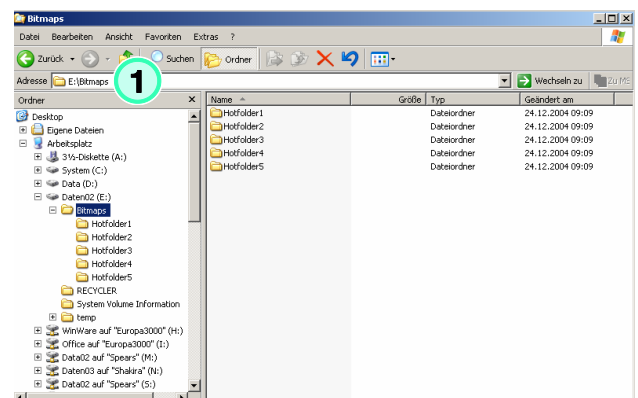 Bitmaps
Datei Bearbeiten Ansicht Favoriten Extras ?
Zurück Suchen Ordner
Adresse E:\Bitmaps Wechseln zu Zu MS
1
Ordner
Name Größe Typ Geändert am
Desktop
Eigene Dateien
Arbeitsplatz
3½-Diskette (A:)
System (C:)
Data (D:)
Daten02 (E:)
Bitmaps
Hotfolder1
Hotfolder2
Hotfolder3
Hotfolder4
Hotfolder5
RECYCLER
System Volume Information
temp
WinWare auf "Europa3000" (H:)
Office auf "Europa3000" (I:)
Data02 auf "Spears" (M:)
Daten03 auf "Shakira" (N:)
Data02 auf "Spears" (S:)
Hotfolder1 Dateiordner 24.12.2004 09:09
Hotfolder2 Dateiordner 24.12.2004 09:09
Hotfolder3 Dateiordner 24.12.2004 09:09
Hotfolder4 Dateiordner 24.12.2004 09:09
Hotfolder5 Dateiordner 24.12.2004 09:09